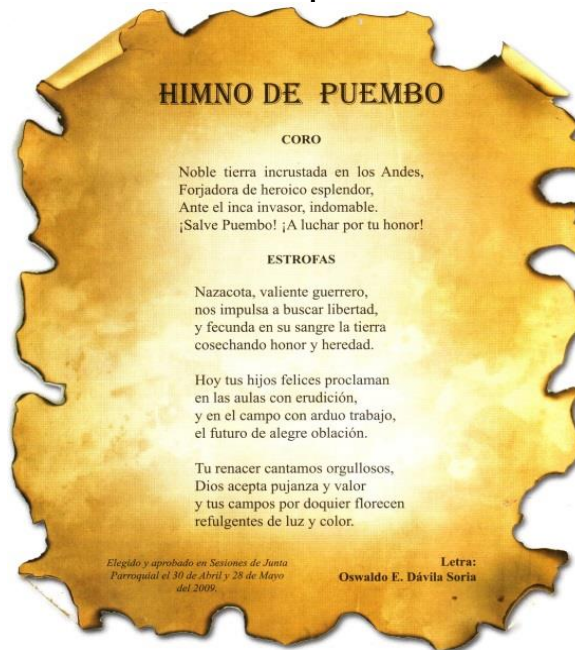 HIMNO DE PUEMBO
CORO
Noble tierra incrustada en los Andes,
Forjadora de heroico esplendor,
Ante el inca invasor, indomable.
¡Salve Puembo! ¡A luchar por tu honor!
ESTROFAS
Nazacota, valiente guerrero,
nos impulsa a buscar libertad,
y fecunda en su sangre la tierra
cosechando honor y heredad.
Hoy tus hijos felices proclaman
en las aulas con erudición,
y en el campo con arduo trabajo,
el futuro de alegre oblación.
Tu renacer cantamos orgullosos,
Dios acepta pujanza y valor
y tus campos por doquier florecen
refulgentes de luz y color.
Elegido y aprobado en Sesiones de Junta
Parroquial el 30 de Abril y 28 de Mayo
del 2009.
Letra:
Oswaldo E. Dávila Soria